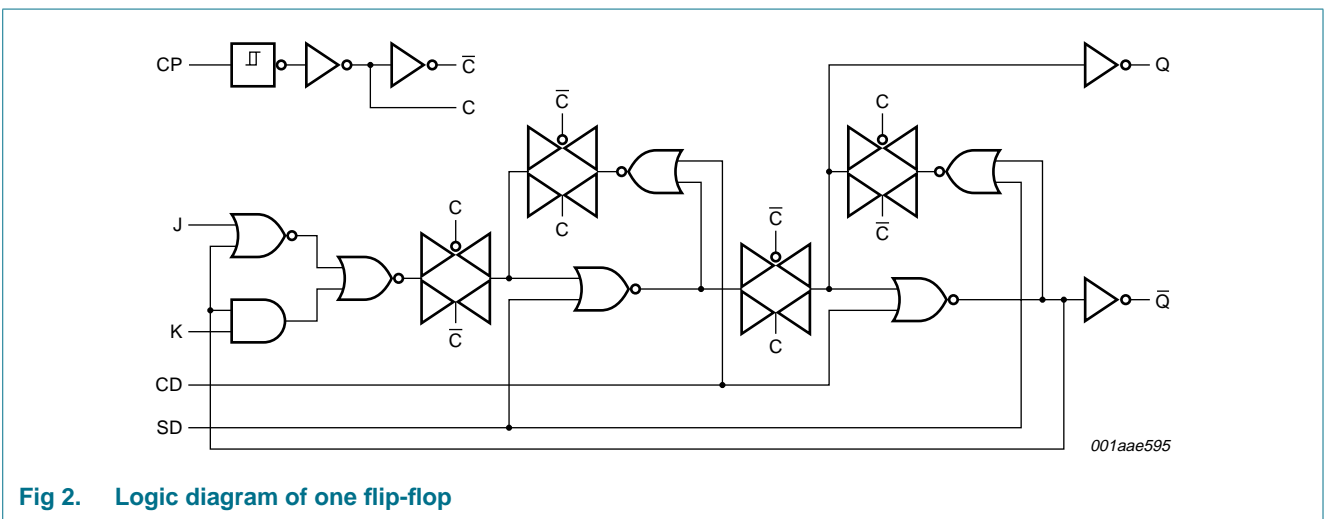 CP
C̅
C
Q
C̅
C
C
C̅
J
K
C
C̅
C̅
C
Q̅
CD
SD
001aae595
Fig 2. Logic diagram of one flip-flop